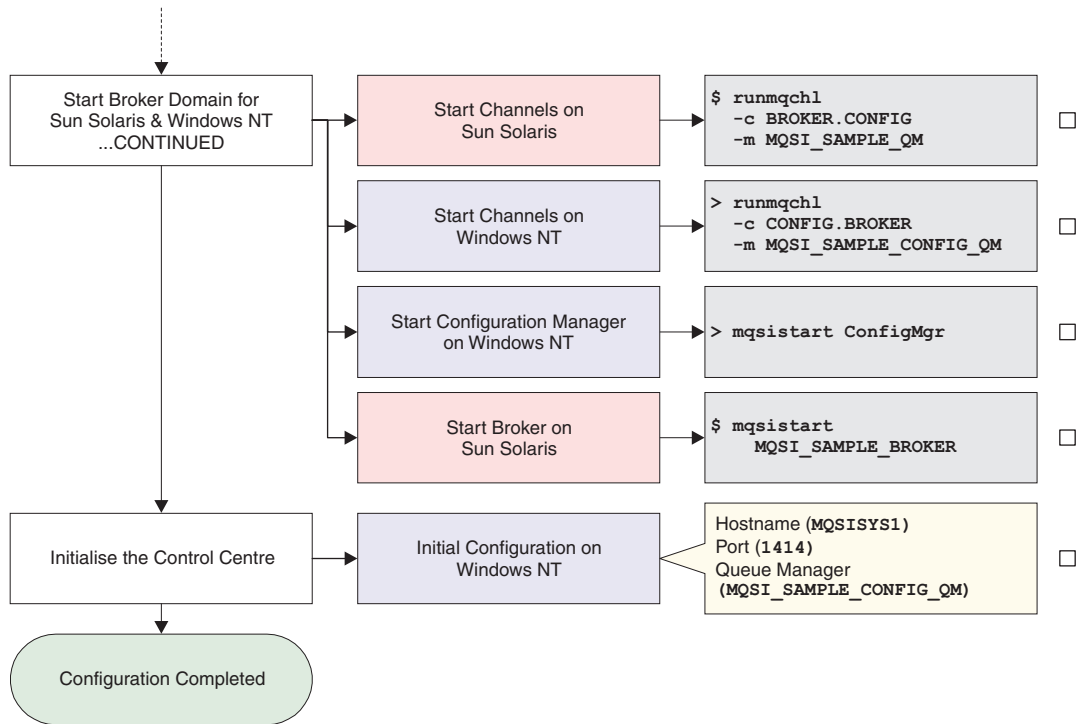 Start Broker Domain for
Sun Solaris & Windows NT
...CONTINUED
Start Channels on
Sun Solaris
$ runmqchl
-c BROKER.CONFIG
-m MQSI_SAMPLE_QM
Start Channels on
Windows NT
> runmqchl
-c CONFIG.BROKER
-m MQSI_SAMPLE_CONFIG_QM
Start Configuration Manager
on Windows NT
> mqsistart ConfigMgr
Start Broker on
Sun Solaris
$ mqsistart
MQSI_SAMPLE_BROKER
Initialise the Control Centre
Initial Configuration on
Windows NT
Hostname (MQSISYS1)
Port (1414)
Queue Manager
(MQSI_SAMPLE_CONFIG_QM)
Configuration Completed